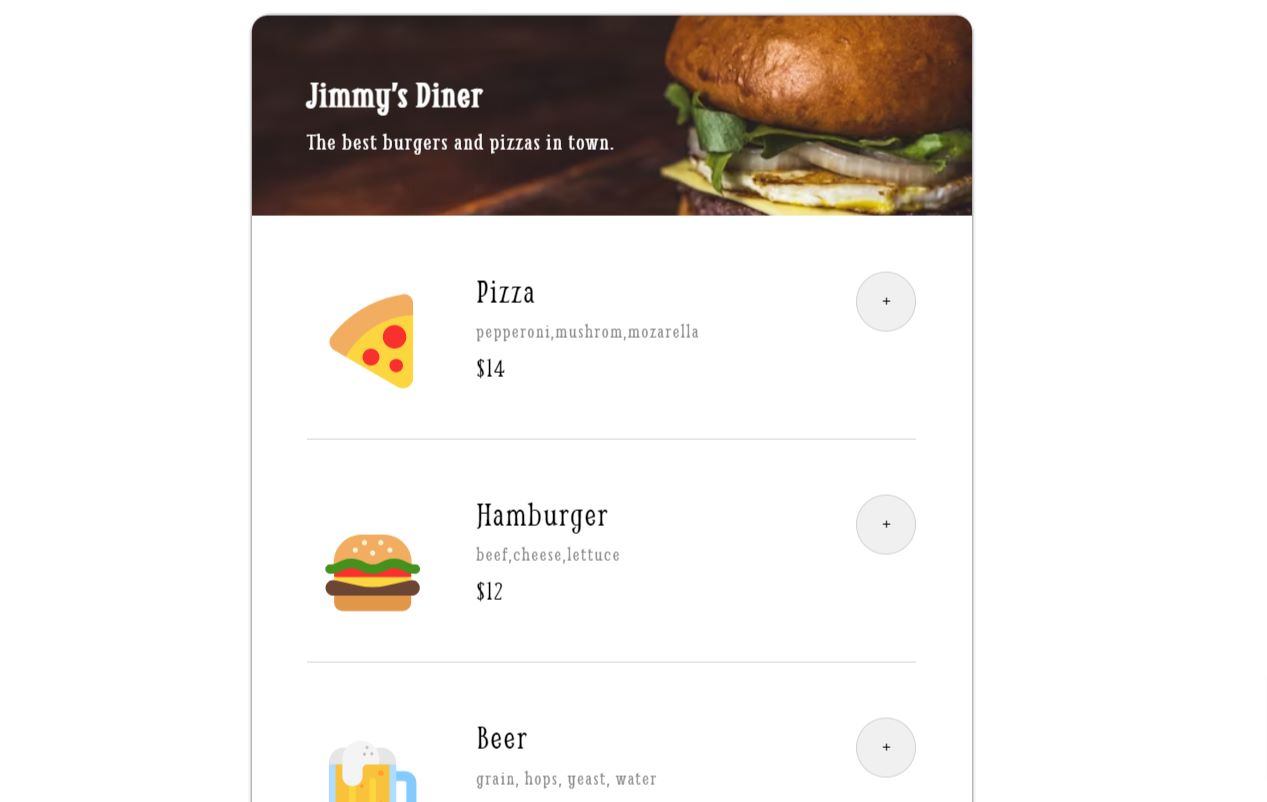 Jimmy's Diner
The best burgers and pizzas in town.
Pizza
+
pepperoni,mushrom,mozarella
$14
Hamburger
+
beef,cheese,lettuce
$12
Beer
+
grain, hops, yeast, water